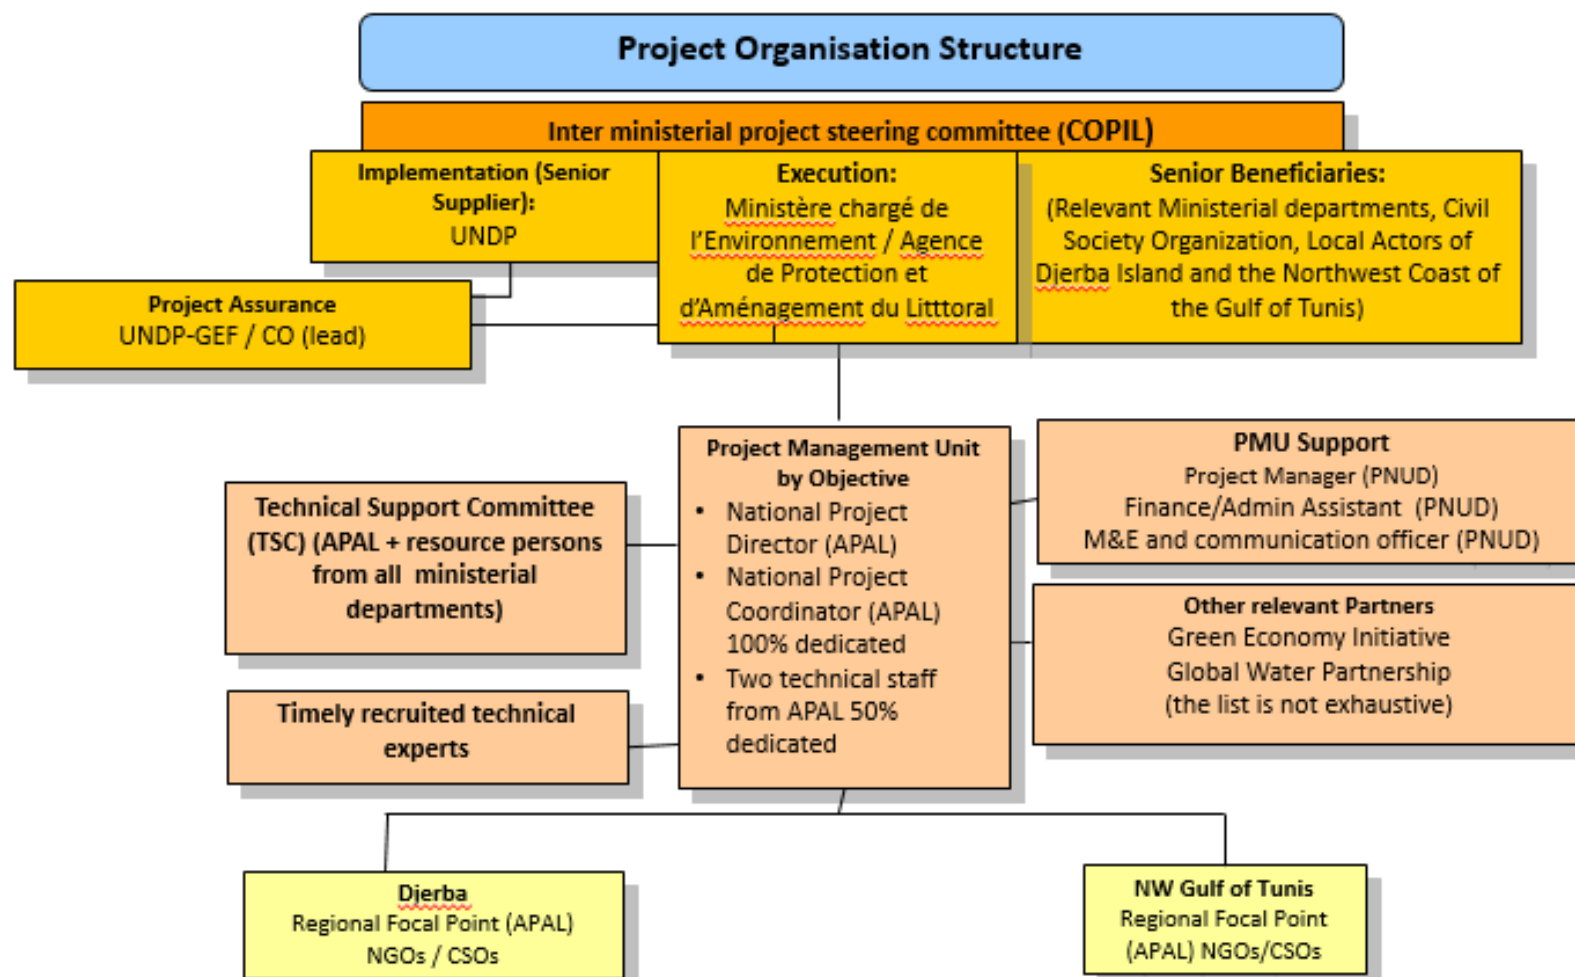 Project Organisation Structure
Inter ministerial project steering committee (COPIL)
Implementation (Senior
Supplier):
UNDP
Execution:
Ministère chargé de
l'Environnement / Agence
de Protection et
d'Aménagement du Litttoral
Senior Beneficiaries:
(Relevant Ministerial departments, Civil
Society Organization, Local Actors of
Djerba Island and the Northwest Coast of
the Gulf of Tunis)
Project Assurance
UNDP-GEF / CO (lead)
Project Management Unit
by Objective
• National Project
Director (APAL)
• National Project
Coordinator (APAL)
100% dedicated
• Two technical staff
from APAL 50%
dedicated
PMU Support
Project Manager (PNUD)
Finance/Admin Assistant (PNUD)
M&E and communication officer (PNUD)
Technical Support Committee
(TSC) (APAL + resource persons
from all ministerial
departments)
Other relevant Partners
Green Economy Initiative
Global Water Partnership
(the list is not exhaustive)
Timely recruited technical
experts
Djerba
Regional Focal Point (APAL)
NGOs / CSOs
NW Gulf of Tunis
Regional Focal Point
(APAL) NGOs/CSOs